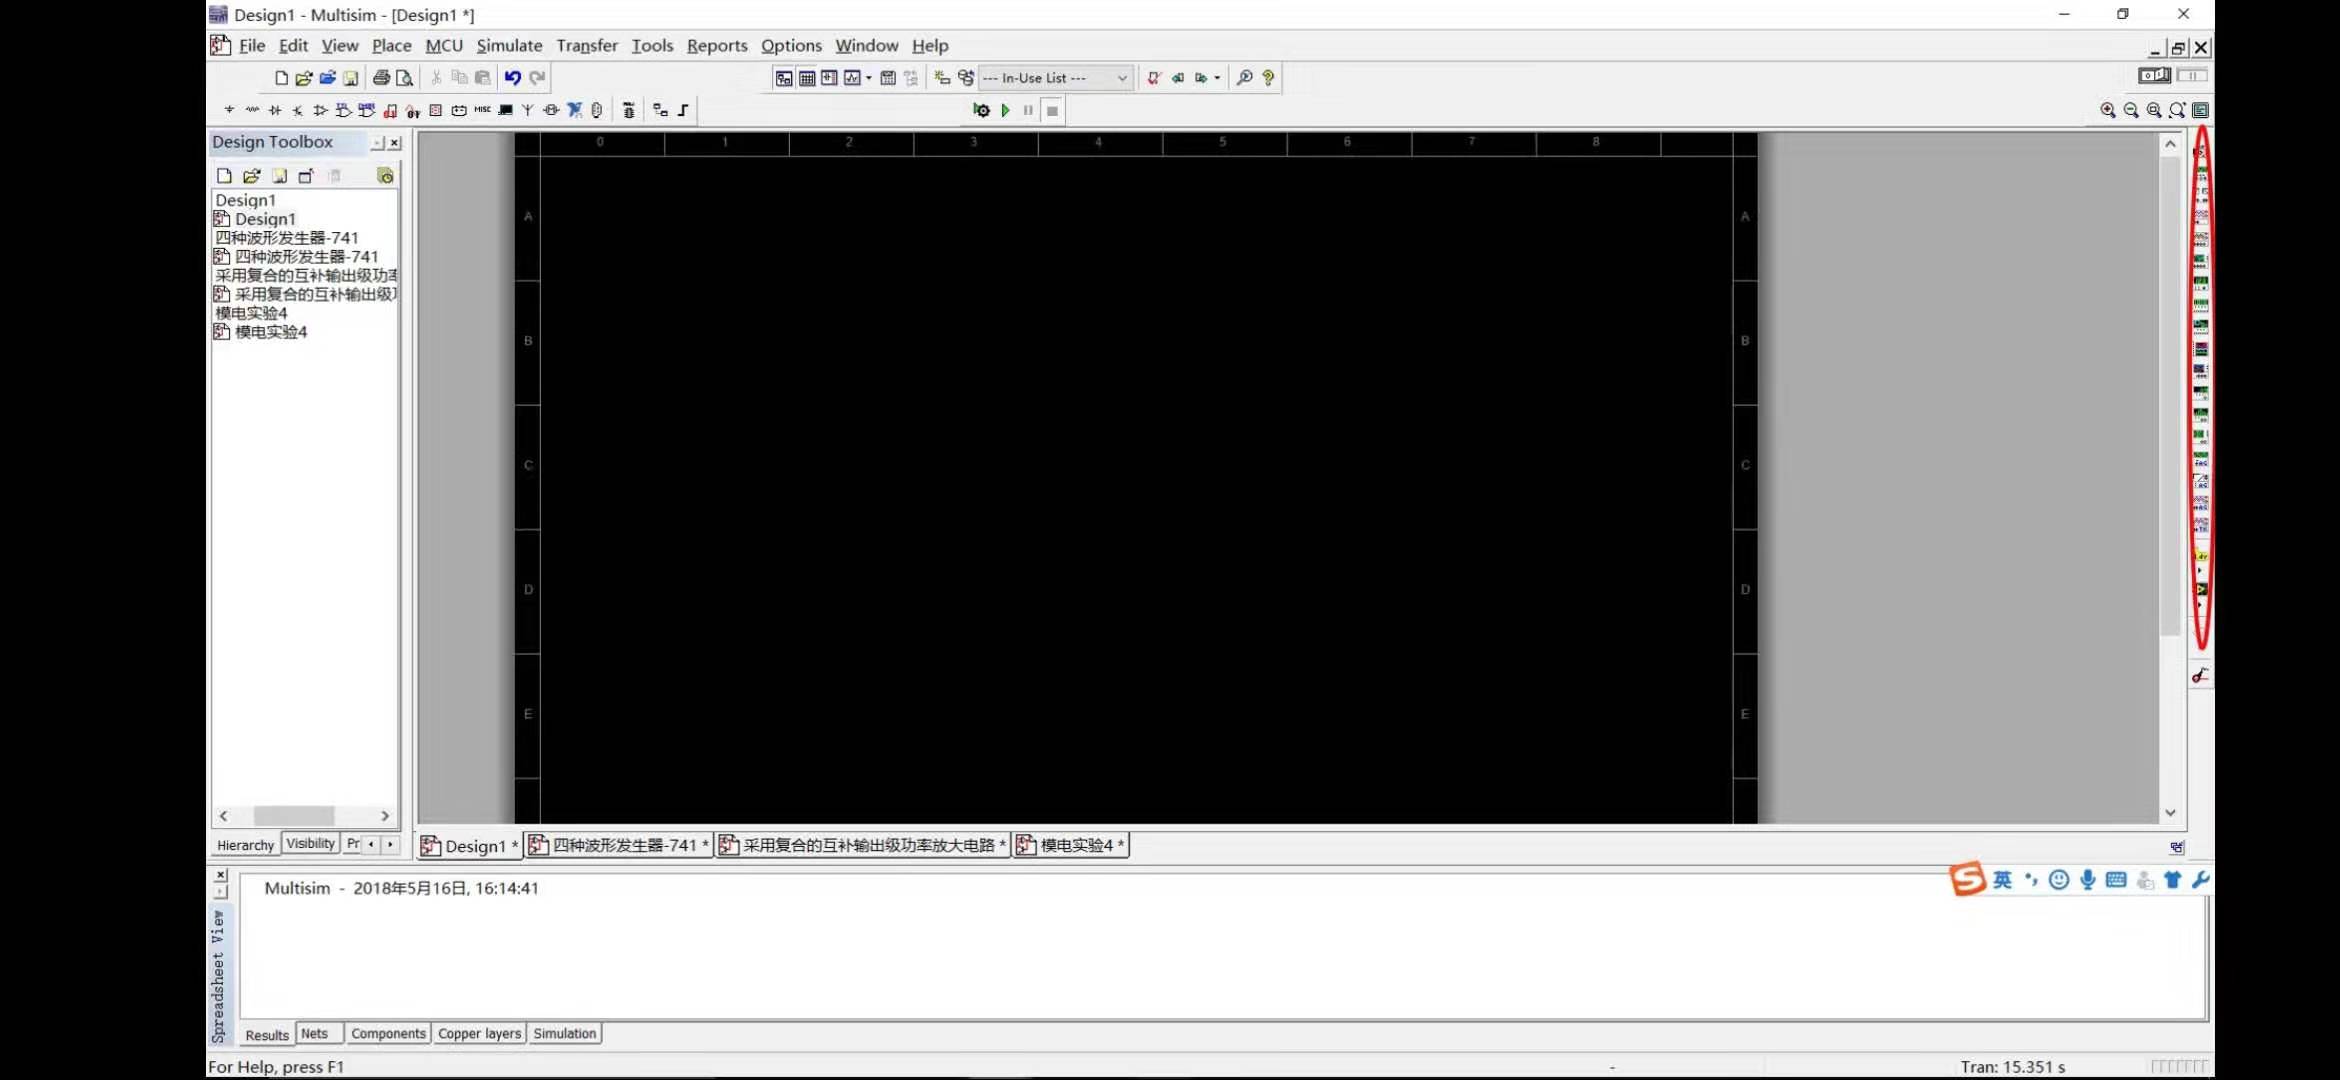 Design1 - Multisim - [Design1 *]
File Edit View Place MCU Simulate Transfer Tools Reports Options Window Help
--- In-Use List ---
MISC
Design Toolbox
0 1 2 3 4 5 6 7 8
Design1
Design1
四种波形发生器-741
四种波形发生器-741
采用复合的互补输出级功率
采用复合的互补输出级
模电实验4
模电实验4
A A
B B
C C
D D
E E
Hierarchy Visibility Pr
Design1 * 四种波形发生器-741 * 采用复合的互补输出级功率放大电路 * 模电实验4 *
Multisim - 2018年5月16日, 16:14:41
英
Spreadsheet View
Results Nets Components Copper layers Simulation
For Help, press F1
- Tran: 15.351 s